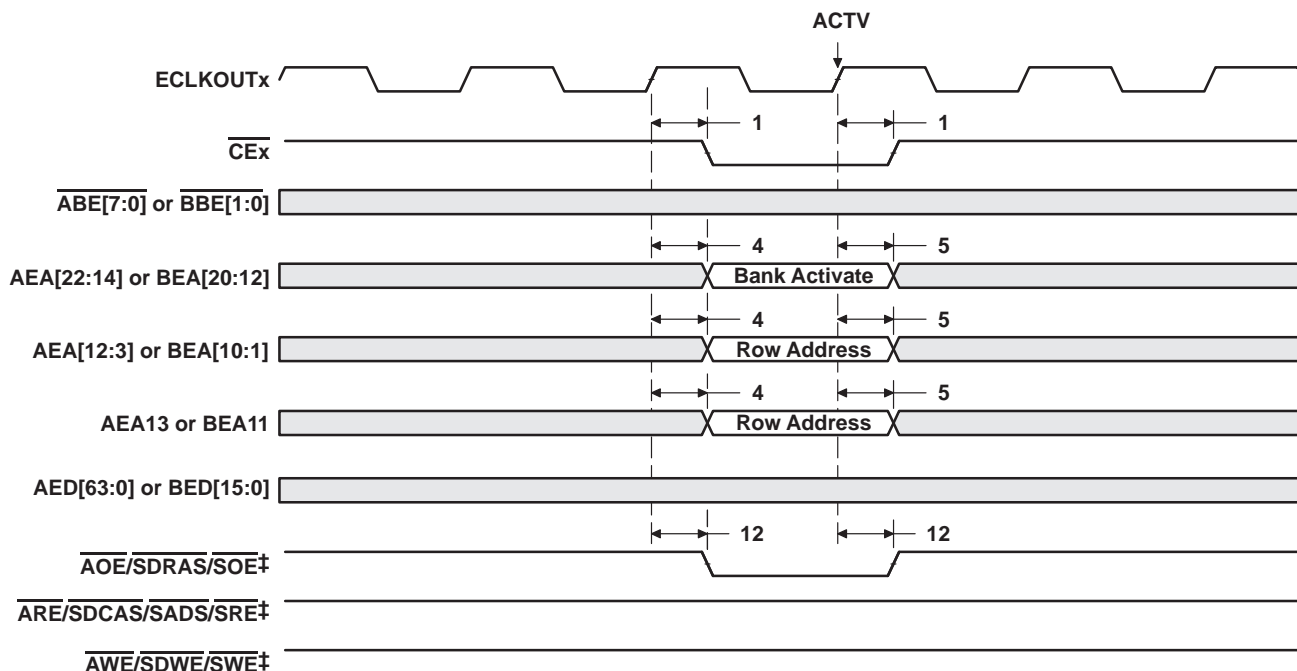 ACTV
ECLKOUTx
1 1
CEx
ABE[7:0] or BBE[1:0]
4 5
AEA[22:14] or BEA[20:12] Bank Activate
4 5
AEA[12:3] or BEA[10:1] Row Address
4 5
AEA13 or BEA11 Row Address
AED[63:0] or BED[15:0]
12 12
AOE/SDRAS/SOE‡
ARE/SDCAS/SADS/SRE‡
AWE/SDWE/SWE‡